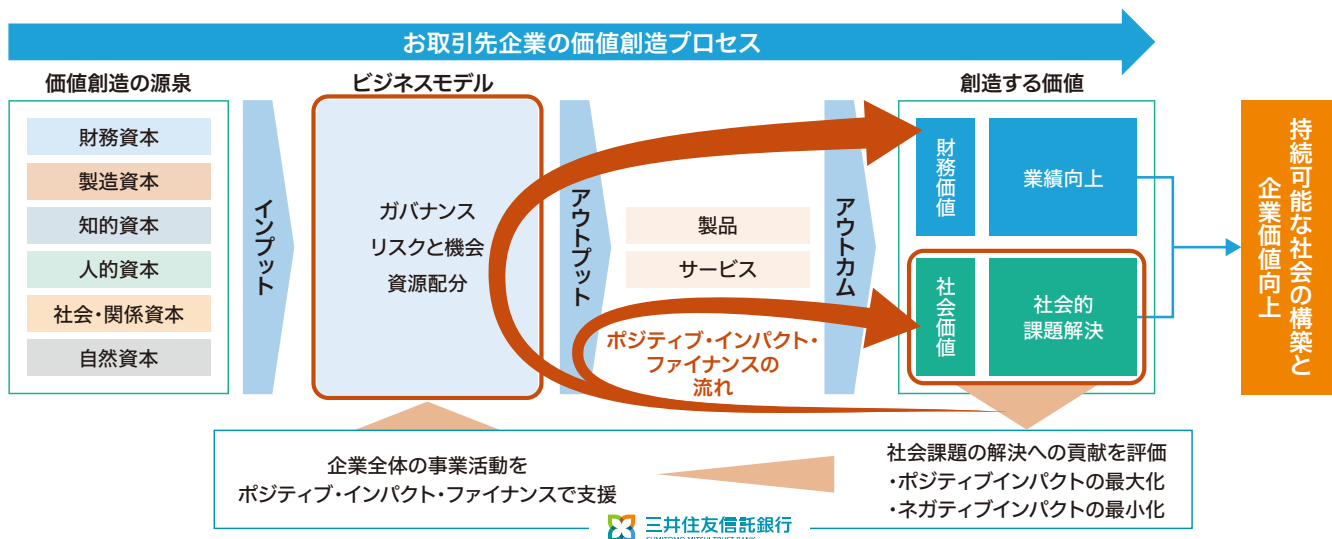 お取引先企業の価値創造プロセス
価値創造の源泉
財務資本
製造資本
知的資本
人的資本
社会・関係資本
自然資本
インプット
ビジネスモデル
ガバナンス
リスクと機会
資源配分
アウトプット
製品
サービス
ポジティブ・インパクト・
ファイナンスの
流れ
アウトカム
創造する価値
財務価値
業績向上
社会価値
社会的
課題解決
持続可能な社会の構築と
企業価値向上
企業全体の事業活動を
ポジティブ・インパクト・ファイナンスで支援
社会課題の解決への貢献を評価
・ポジティブインパクトの最大化
・ネガティブインパクトの最小化
三井住友信託銀行
SUMITOMO MITSUI TRUST BANK